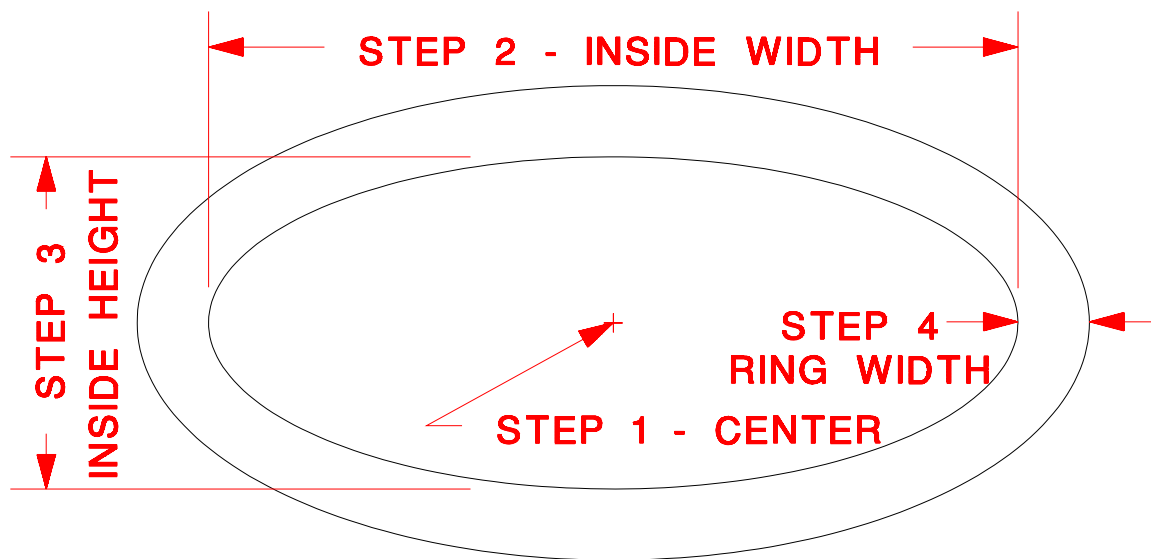 STEP 2 - INSIDE WIDTH
STEP 3
INSIDE HEIGHT
STEP 4
RING WIDTH
STEP 1 - CENTER